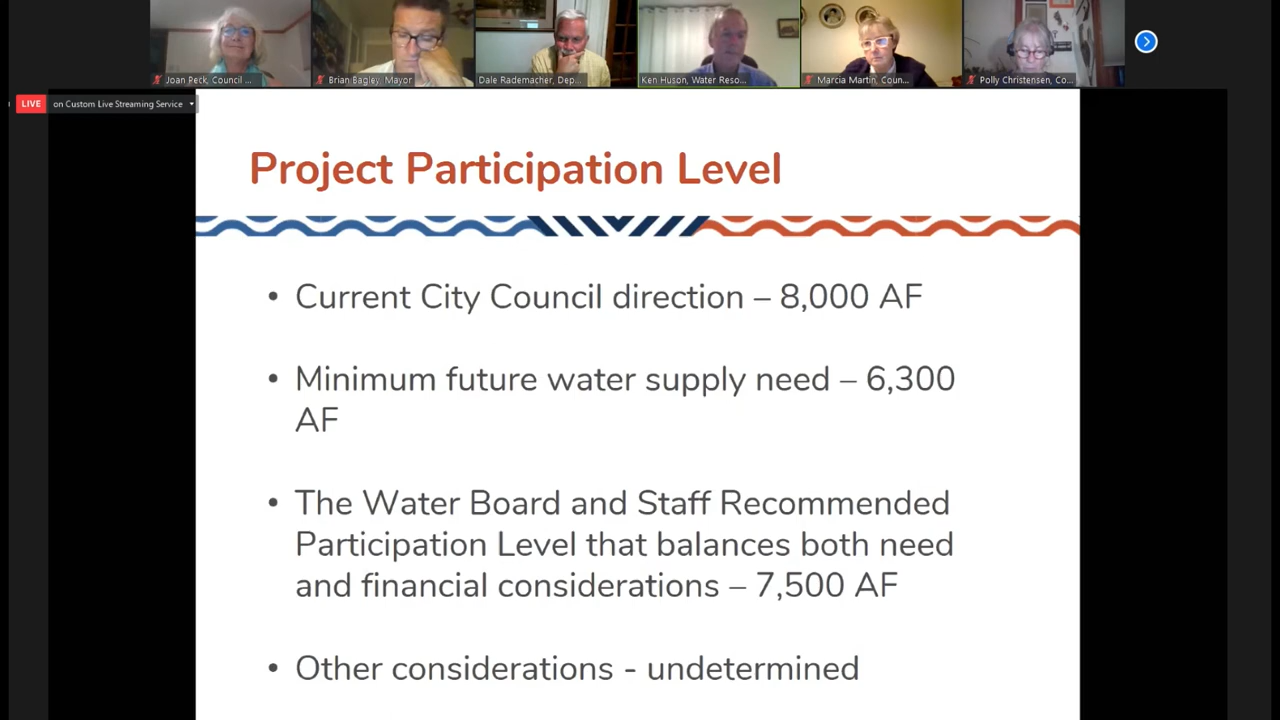 Joan Peck, Council ...
Brian Bagley, Mayor
Dale Rademacher, Dep...
Ken Huson, Water Reso...
Marcia Martin, Coun...
Polly Christensen, Co...
LIVE on Custom Live Streaming Service
Project Participation Level
• Current City Council direction – 8,000 AF
• Minimum future water supply need – 6,300
AF
• The Water Board and Staff Recommended
Participation Level that balances both need
and financial considerations – 7,500 AF
• Other considerations - undetermined